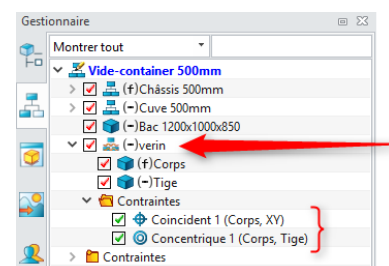 Gestionnaire
Montrer tout
Vide-container 500mm
(f)Châssis 500mm
(-)Cuve 500mm
(-)Bac 1200x1000x850
(-)verin
(f)Corps
(-)Tige
Contraintes
Coincident 1 (Corps, XY)
Concentrique 1 (Corps, Tige)
Contraintes